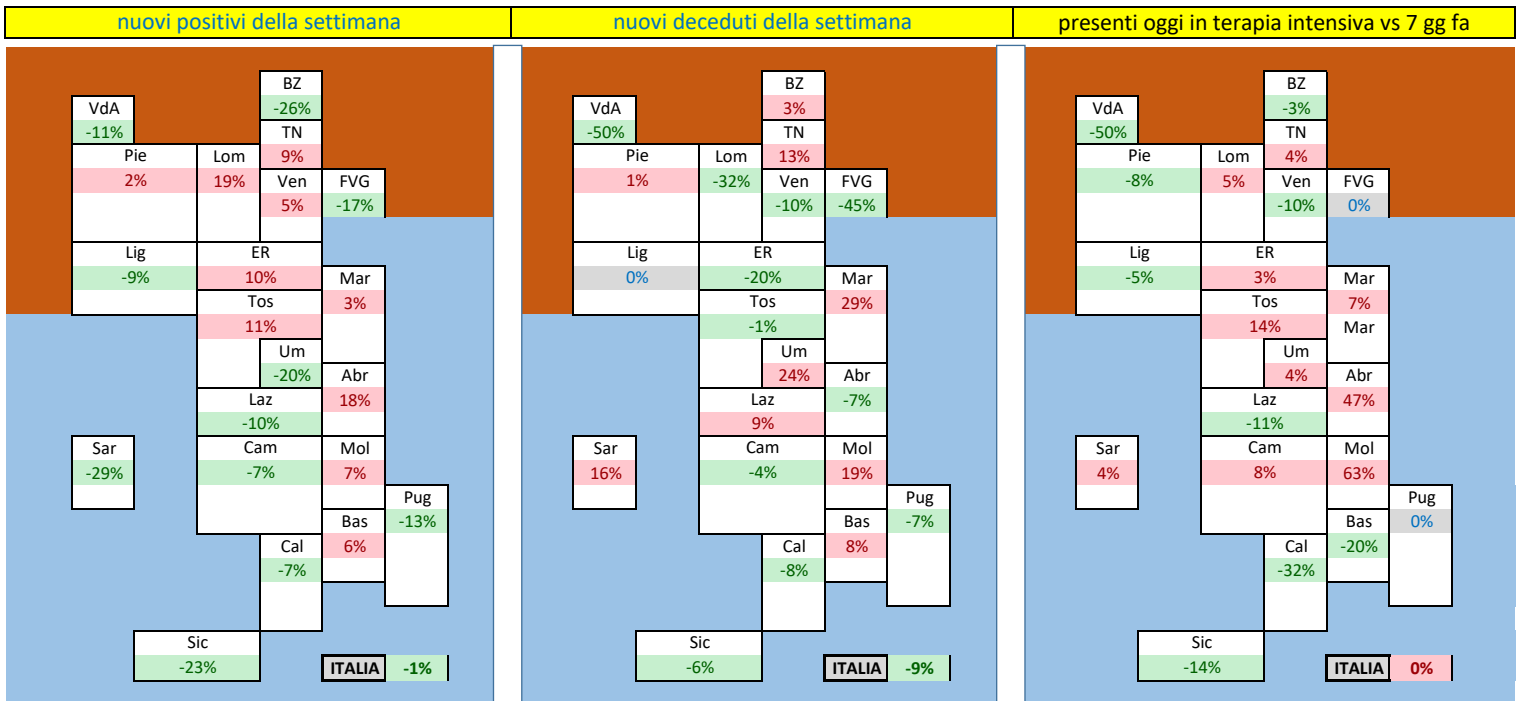 nuovi positivi della settimana
nuovi deceduti della settimana
presenti oggi in terapia intensiva vs 7 gg fa
BZ
-26%
VdA
-11%
TN
9%
Pie
2%
Lom
19%
Ven
5%
FVG
-17%
Lig
-9%
ER
10%
Mar
3%
Tos
11%
Um
-20%
Abr
18%
Laz
-10%
Sar
-29%
Cam
-7%
Mol
7%
Pug
-13%
Bas
6%
Cal
-7%
Sic
-23%
ITALIA -1%
BZ
3%
VdA
-50%
TN
13%
Pie
1%
Lom
-32%
Ven
-10%
FVG
-45%
Lig
0%
ER
-20%
Mar
29%
Tos
-1%
Um
24%
Abr
-7%
Laz
9%
Sar
16%
Cam
-4%
Mol
19%
Pug
-7%
Bas
8%
Cal
-8%
Sic
-6%
ITALIA -9%
BZ
-3%
VdA
-50%
TN
4%
Pie
-8%
Lom
5%
Ven
-10%
FVG
0%
Lig
-5%
ER
3%
Mar
7%
Mar
Tos
14%
Um
4%
Abr
47%
Laz
-11%
Sar
4%
Cam
8%
Mol
63%
Pug
0%
Bas
-20%
Cal
-32%
Sic
-14%
ITALIA 0%